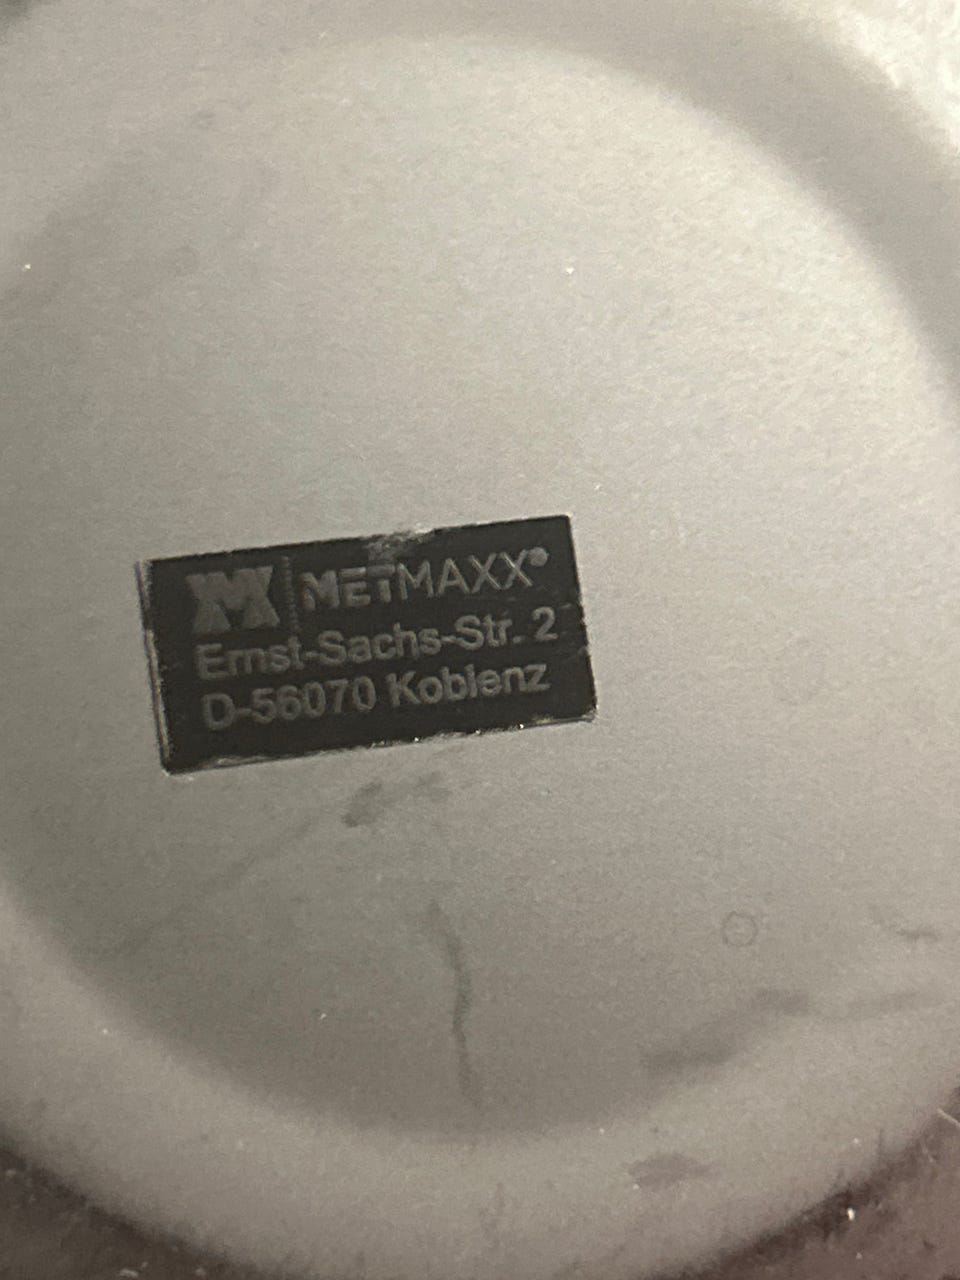 M METMAXX®
Ernst-Sachs-Str. 2
D-56070 Koblenz